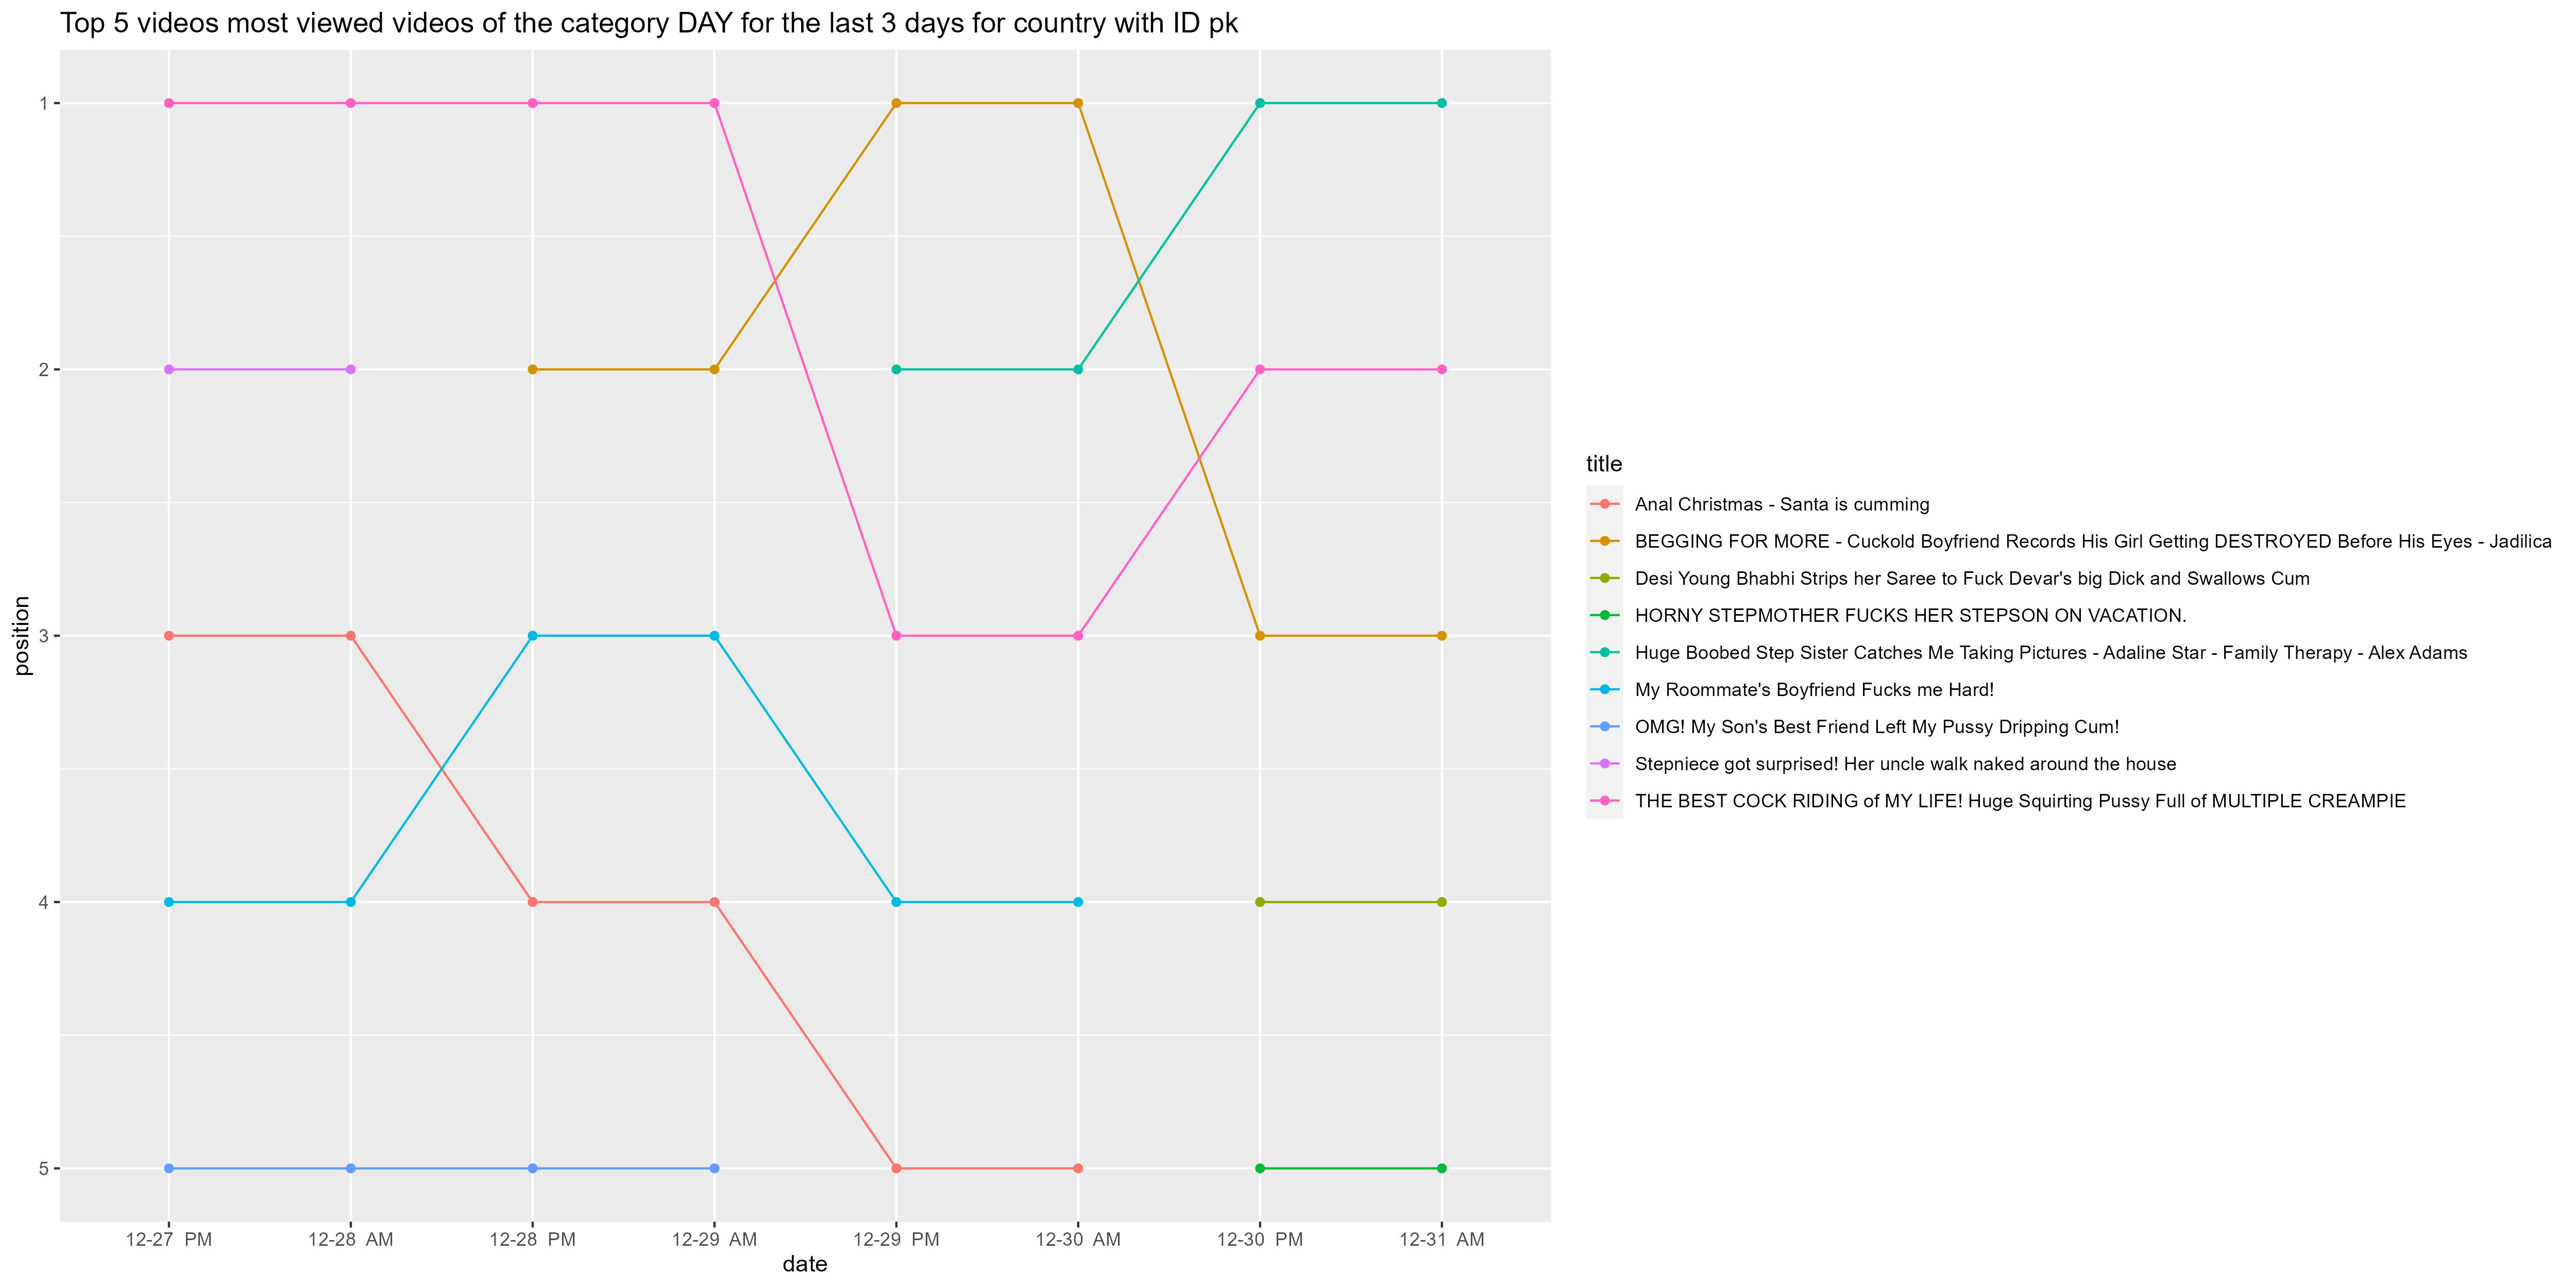 Top 5 videos most viewed videos of the category DAY for the last 3 days for country with ID pk
position
1
2
3
4
5
12-27 PM
12-28 AM
12-28 PM
12-29 AM
12-29 PM
12-30 AM
12-30 PM
12-31 AM
date
title
Anal Christmas - Santa is cumming
BEGGING FOR MORE - Cuckold Boyfriend Records His Girl Getting DESTROYED Before His Eyes - Jadilica
Desi Young Bhabhi Strips her Saree to Fuck Devar's big Dick and Swallows Cum
HORNY STEPMOTHER FUCKS HER STEPSON ON VACATION.
Huge Boobed Step Sister Catches Me Taking Pictures - Adaline Star - Family Therapy - Alex Adams
My Roommate's Boyfriend Fucks me Hard!
OMG! My Son's Best Friend Left My Pussy Dripping Cum!
Stepniece got surprised! Her uncle walk naked around the house
THE BEST COCK RIDING of MY LIFE! Huge Squirting Pussy Full of MULTIPLE CREAMPIE